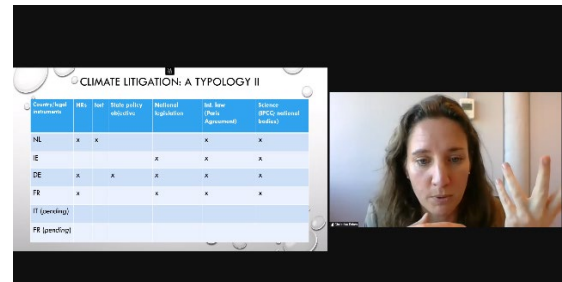 CLIMATE LITIGATION: A TYPOLOGY II
Country/legal instruments HRs tort State policy objective National legislation Int. law (Paris Agreement) Science (IPCC; national bodies)
NL x x x x
IE x x x
DE x x x x
FR x x x x
IT (pending)
FR (pending)